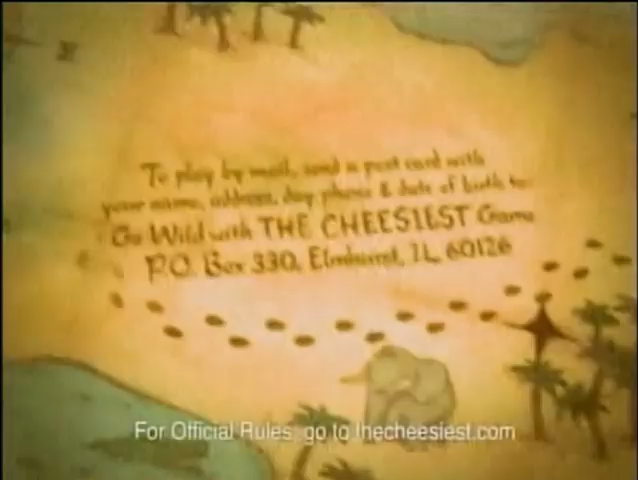 To play by mail, send a post card with
your name, address, day phone & date of birth to:
Go Wild with THE CHEESIEST Game
P.O. Box 330, Elmhurst, IL 60126
For Official Rules, go to thecheesiest.com